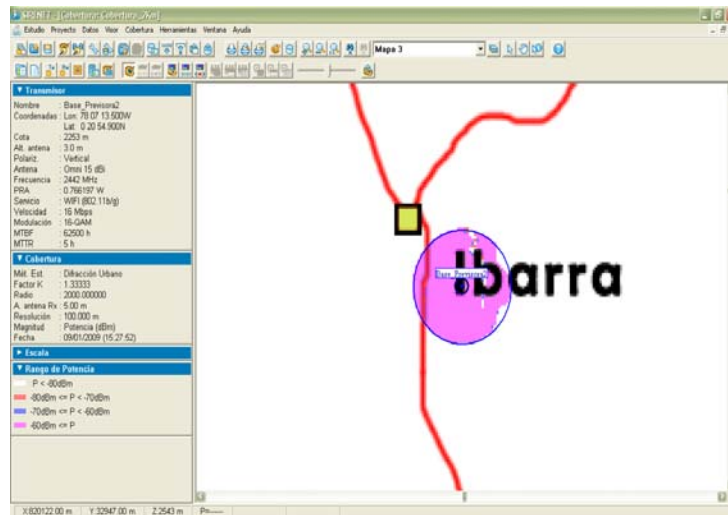 SIRENET - [Cobertura: Cobertura_2Km]
Estudio Proyecto Datos Visor Cobertura Herramientas Ventana Ayuda
Mapa 3
Transmisor
Nombre : Base_Previsora2
Coordenadas : Lon: 78 07 13.500W
Lat: 0 20 54.900N
Cota : 2253 m
Alt. antena : 3.0 m
Polariz. : Vertical
Antena : Omni 15 dBi
Frecuencia : 2442 MHz
PRA : 0.766197 W
Servicio : WIFI (802.11b/g)
Velocidad : 16 Mbps
Modulación : 16-QAM
MTBF : 62500 h
MTTR : 5 h
Cobertura
Mét. Est. : Difracción Urbano
Factor K : 1.33333
Radio : 2000.000000
A. antena Rx : 5.00 m
Resolución : 100.000 m
Magnitud : Potencia (dBm)
Fecha : 09/01/2009 (15:27:52)
Escala
Rango de Potencia
P < -80dBm
-80dBm <= P < -70dBm
-70dBm <= P < -60dBm
-60dBm <= P
Base_Previsora2
Ibarra
X:820122.00 m Y:32947.00 m Z:2543 m P=-----